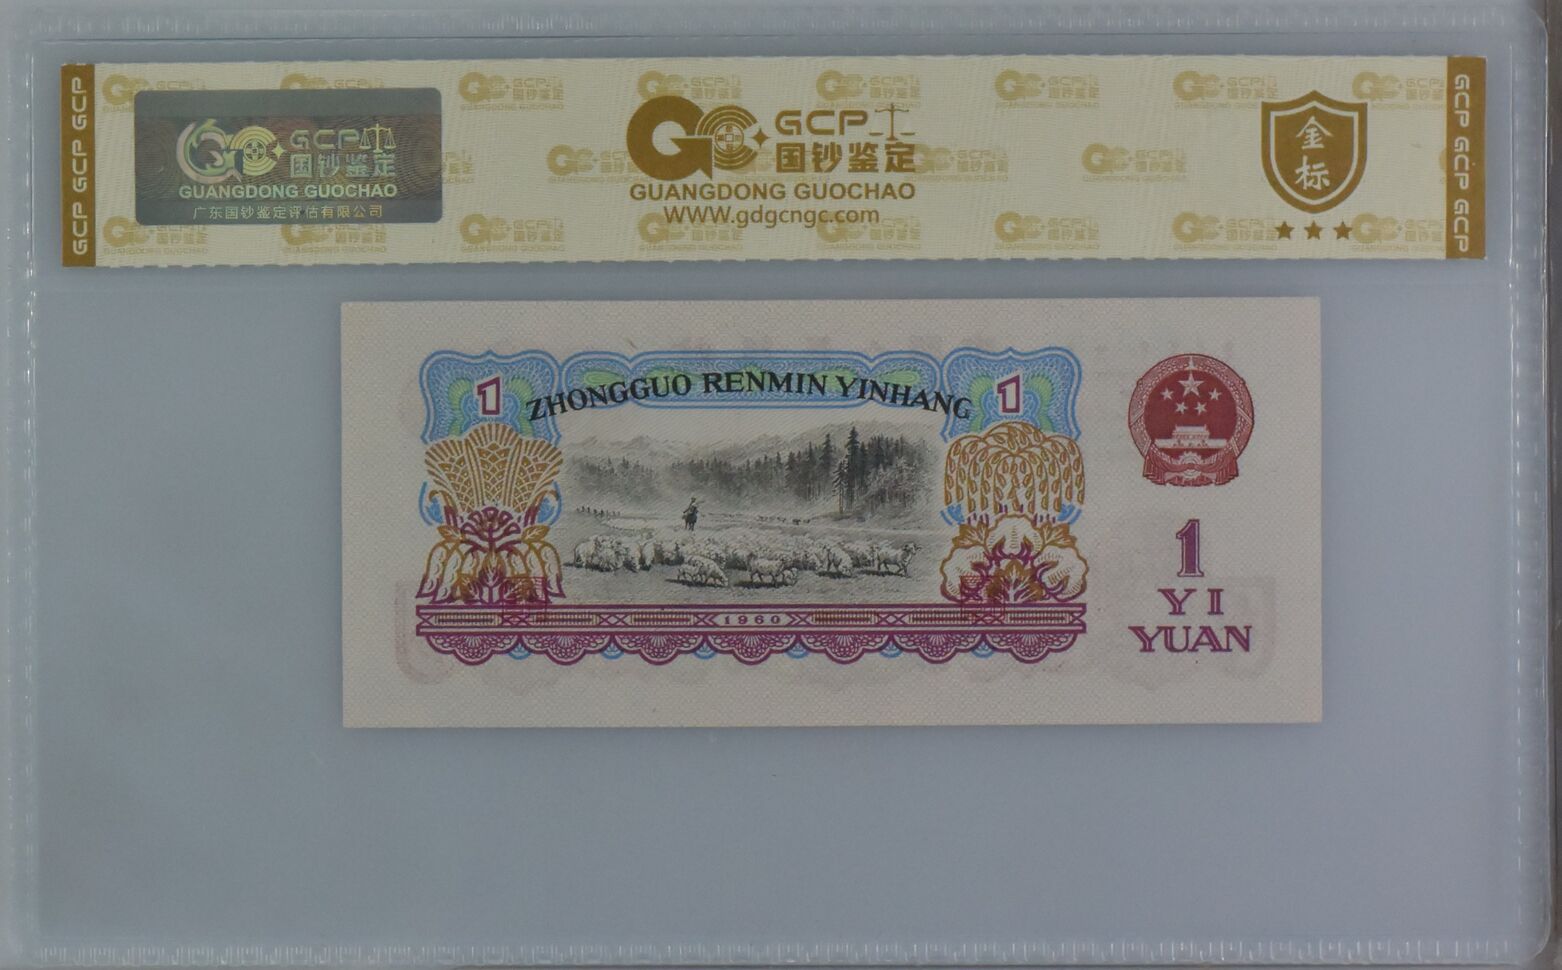 GCP GCP GCP
GCP
国钞鉴定
GUANGDONG GUOCHAO
广东国钞鉴定评估有限公司
GCP
国钞鉴定
GUANGDONG GUOCHAO
WWW.gdgcngc.com
金
标
GCP GCP GCP
1
ZHONGGUO RENMIN YINHANG
1
1960
1
YI
YUAN